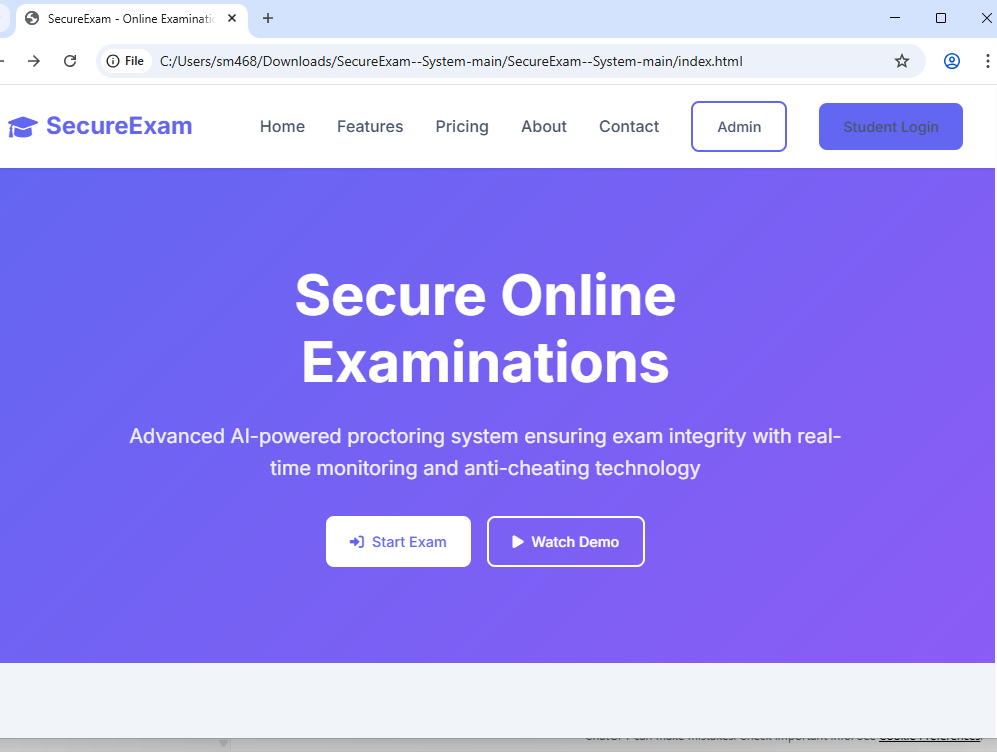 SecureExam - Online Examinatic
File
C:/Users/sm468/Downloads/SecureExam--System-main/SecureExam--System-main/index.html
SecureExam
Home
Features
Pricing
About
Contact
Admin
Student Login
Secure Online
Examinations
Advanced AI-powered proctoring system ensuring exam integrity with real-
time monitoring and anti-cheating technology
Start Exam
Watch Demo
ChatGPT can make mistakes. Check important info. See Cookie Preferences.